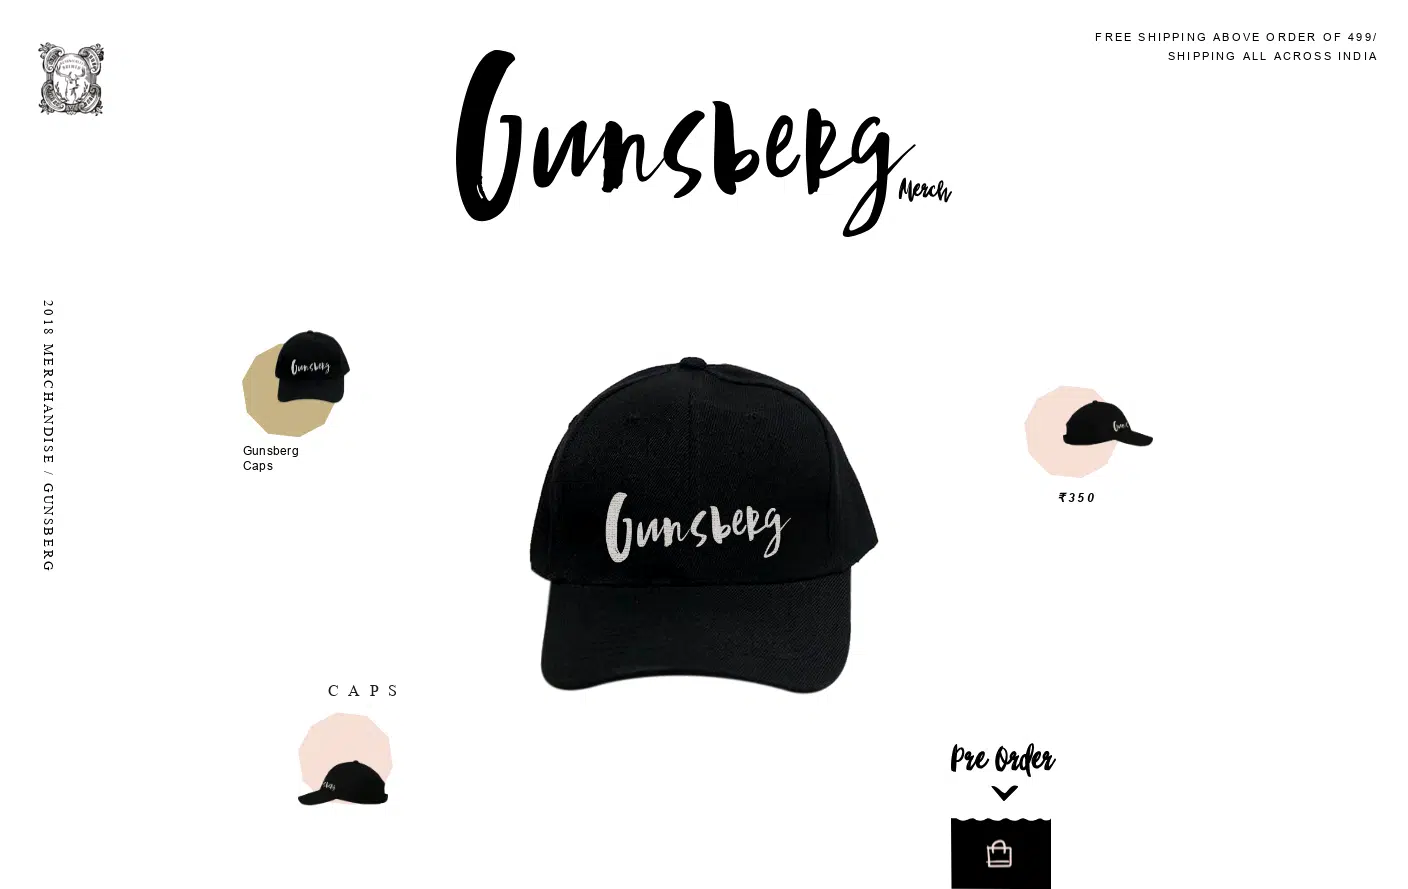 FREE SHIPPING ABOVE ORDER OF 499/
SHIPPING ALL ACROSS INDIA
Gunsberg
Merch
2018 MERCHANDISE / GUNSBERG
Gunsberg
Gunsberg
Caps
Gunsberg
₹350
CAPS
Pre Order